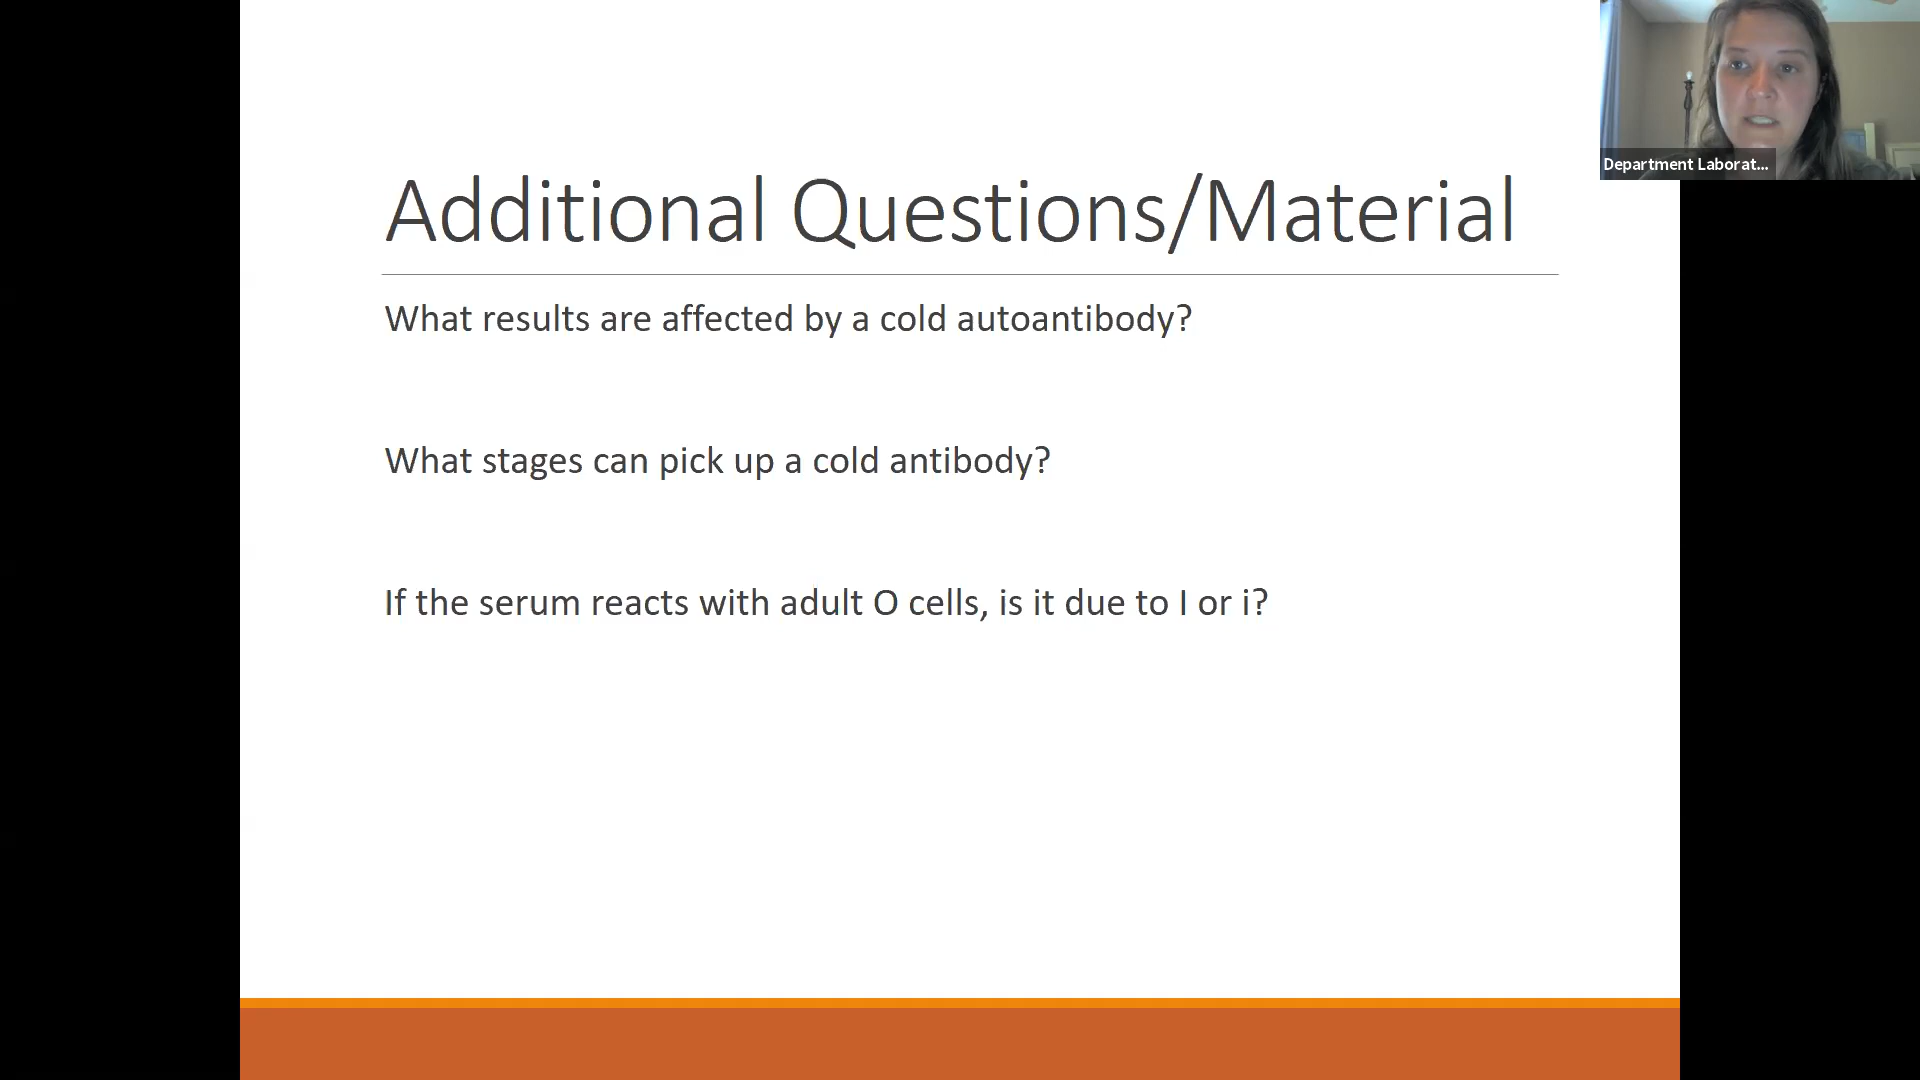 Additional Questions/Material
What results are affected by a cold autoantibody?
What stages can pick up a cold antibody?
If the serum reacts with adult O cells, is it due to I or i?
Department Laborat...